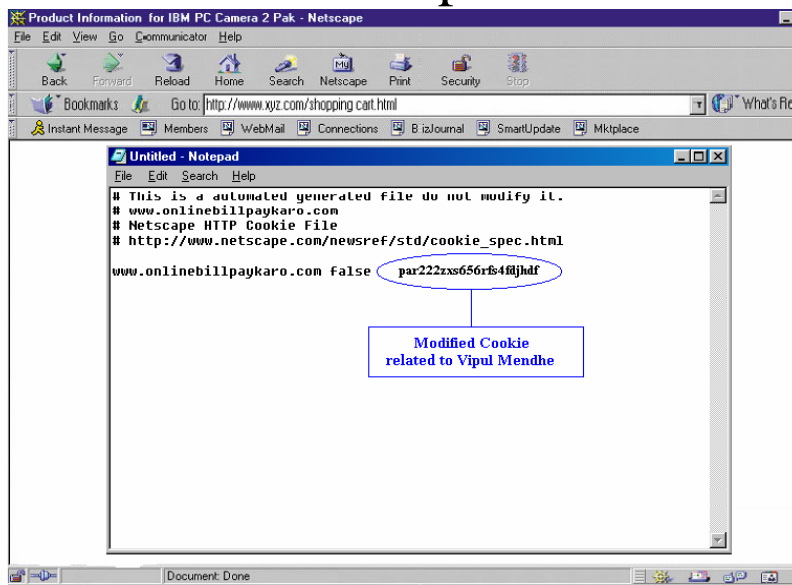 Product Information for IBM PC Camera 2 Pak - Netscape
File Edit View Go Communicator Help
Back Forward Reload Home Search Netscape Print Security Stop
Bookmarks Go to: http://www.xyz.com/shopping cart.html What's Re
Instant Message Members WebMail Connections BizJournal SmartUpdate Mktplace
Untitled - Notepad
File Edit Search Help
# This is a automated generated file do not modify it.
# www.onlinebillpaykaro.com
# Netscape HTTP Cookie File
# http://www.netscape.com/newsref/std/cookie_spec.html
www.onlinebillpaykaro.com false par222zxs656rfs4fdjhdf
Modified Cookie
related to Vipul Mendhe
Document: Done